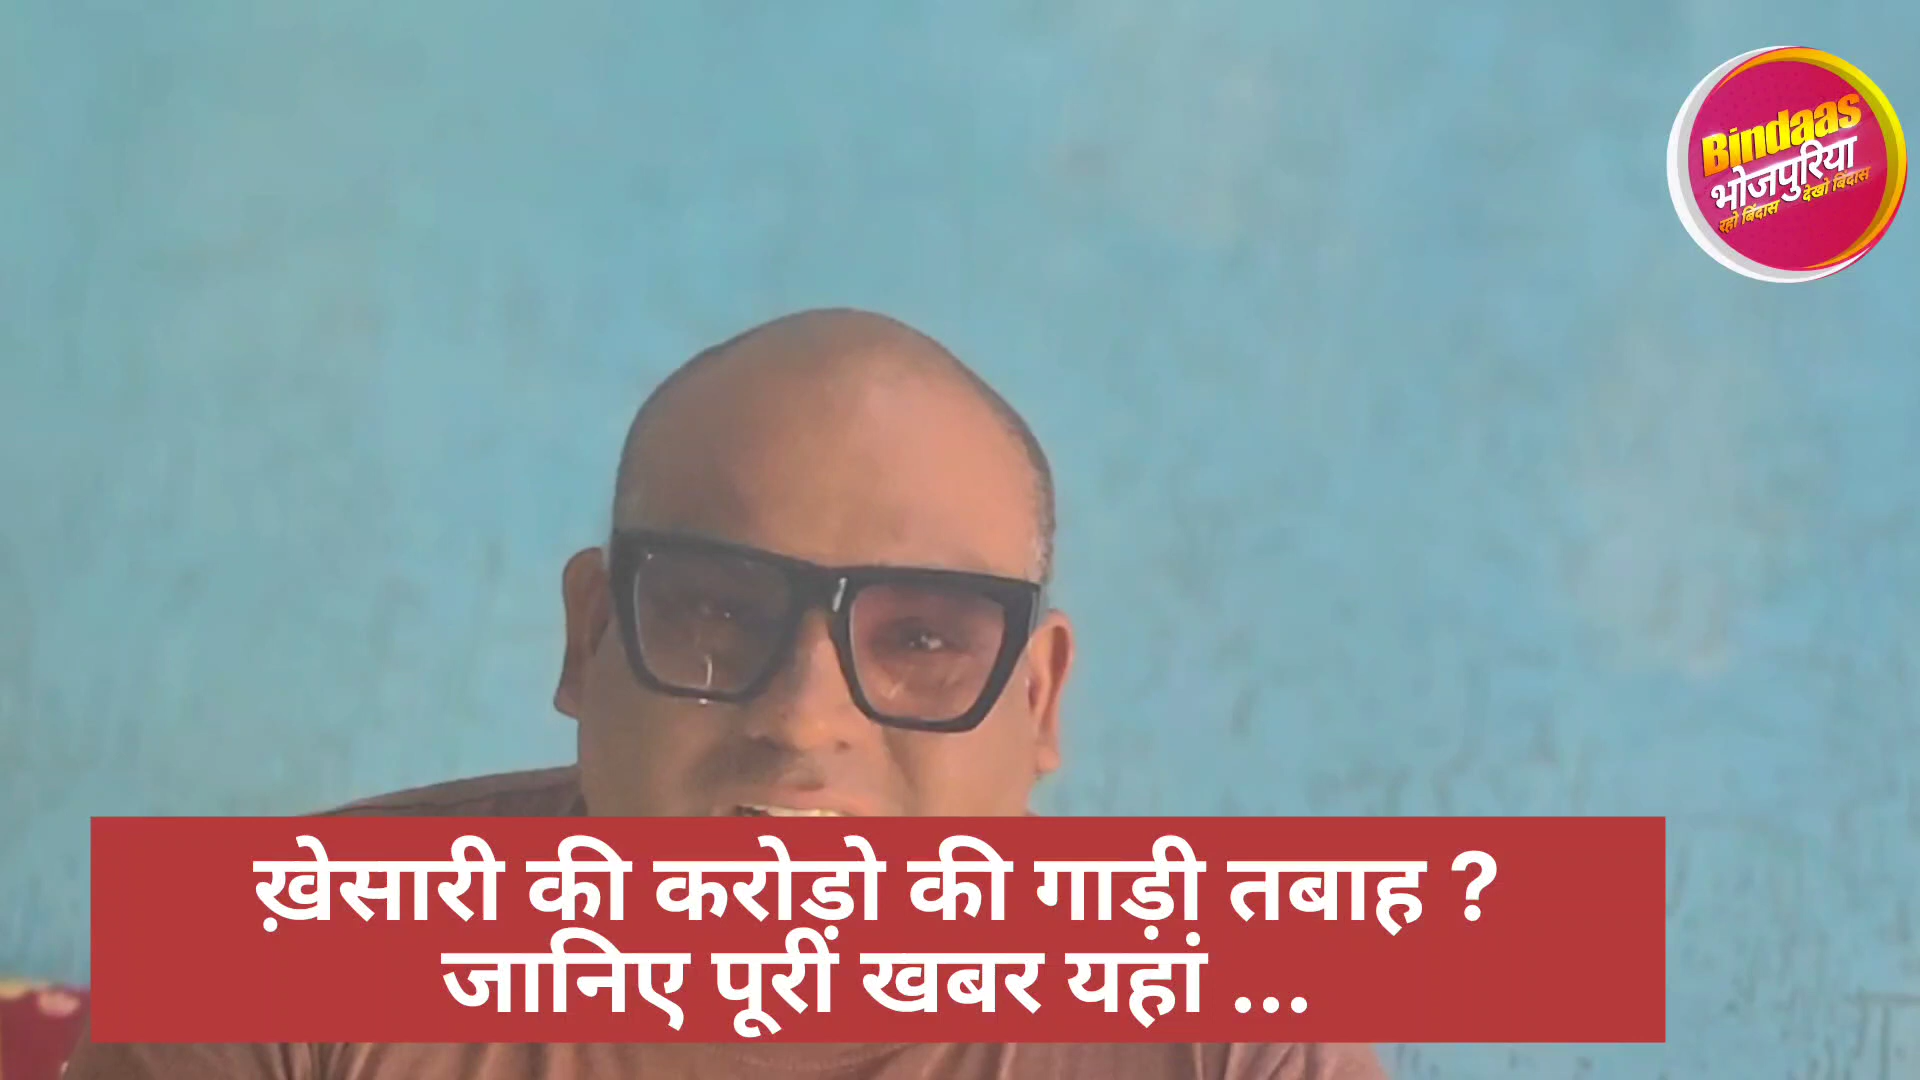 Bindaas
भोजपुरिया
रहो बिंदास देखो बिंदास
ख़ेसारी की करोड़ो की गाड़ी तबाह ?
जानिए पूरी खबर यहां ...